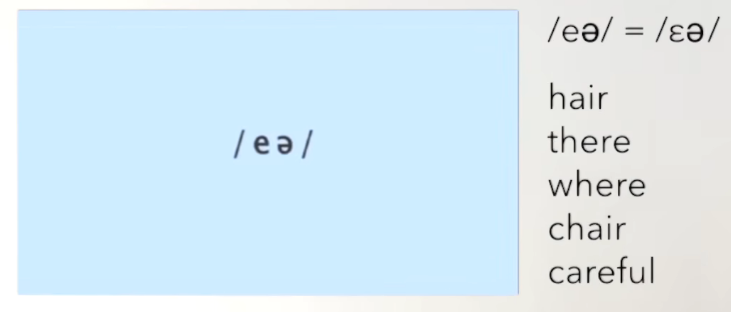 /eə/
/eə/ = /ɛə/
hair
there
where
chair
careful